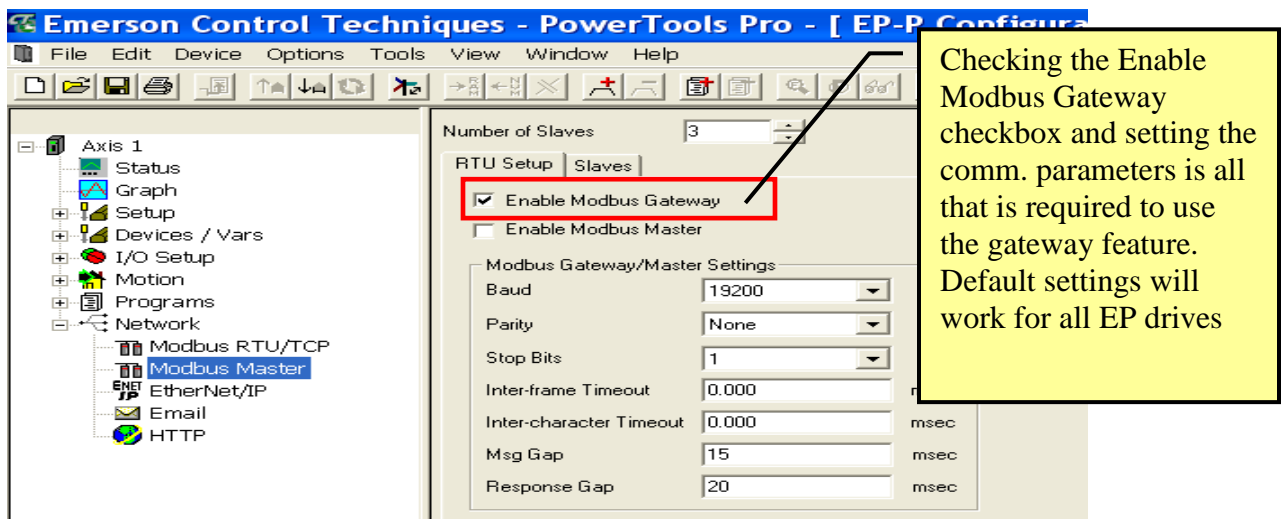 Emerson Control Techniques - PowerTools Pro - [ EP-P Configura
File Edit Device Options Tools View Window Help
Number of Slaves 3
RTU Setup Slaves
Enable Modbus Gateway
Enable Modbus Master
Modbus Gateway/Master Settings
Baud 19200
Parity None
Stop Bits 1
Inter-frame Timeout 0.000
Inter-character Timeout 0.000 msec
Msg Gap 15 msec
Response Gap 20 msec
Axis 1
Status
Graph
Setup
Devices / Vars
I/O Setup
Motion
Programs
Network
Modbus RTU/TCP
Modbus Master
EtherNet/IP
Email
HTTP
Checking the Enable
Modbus Gateway
checkbox and setting the
comm. parameters is all
that is required to use
the gateway feature.
Default settings will
work for all EP drives